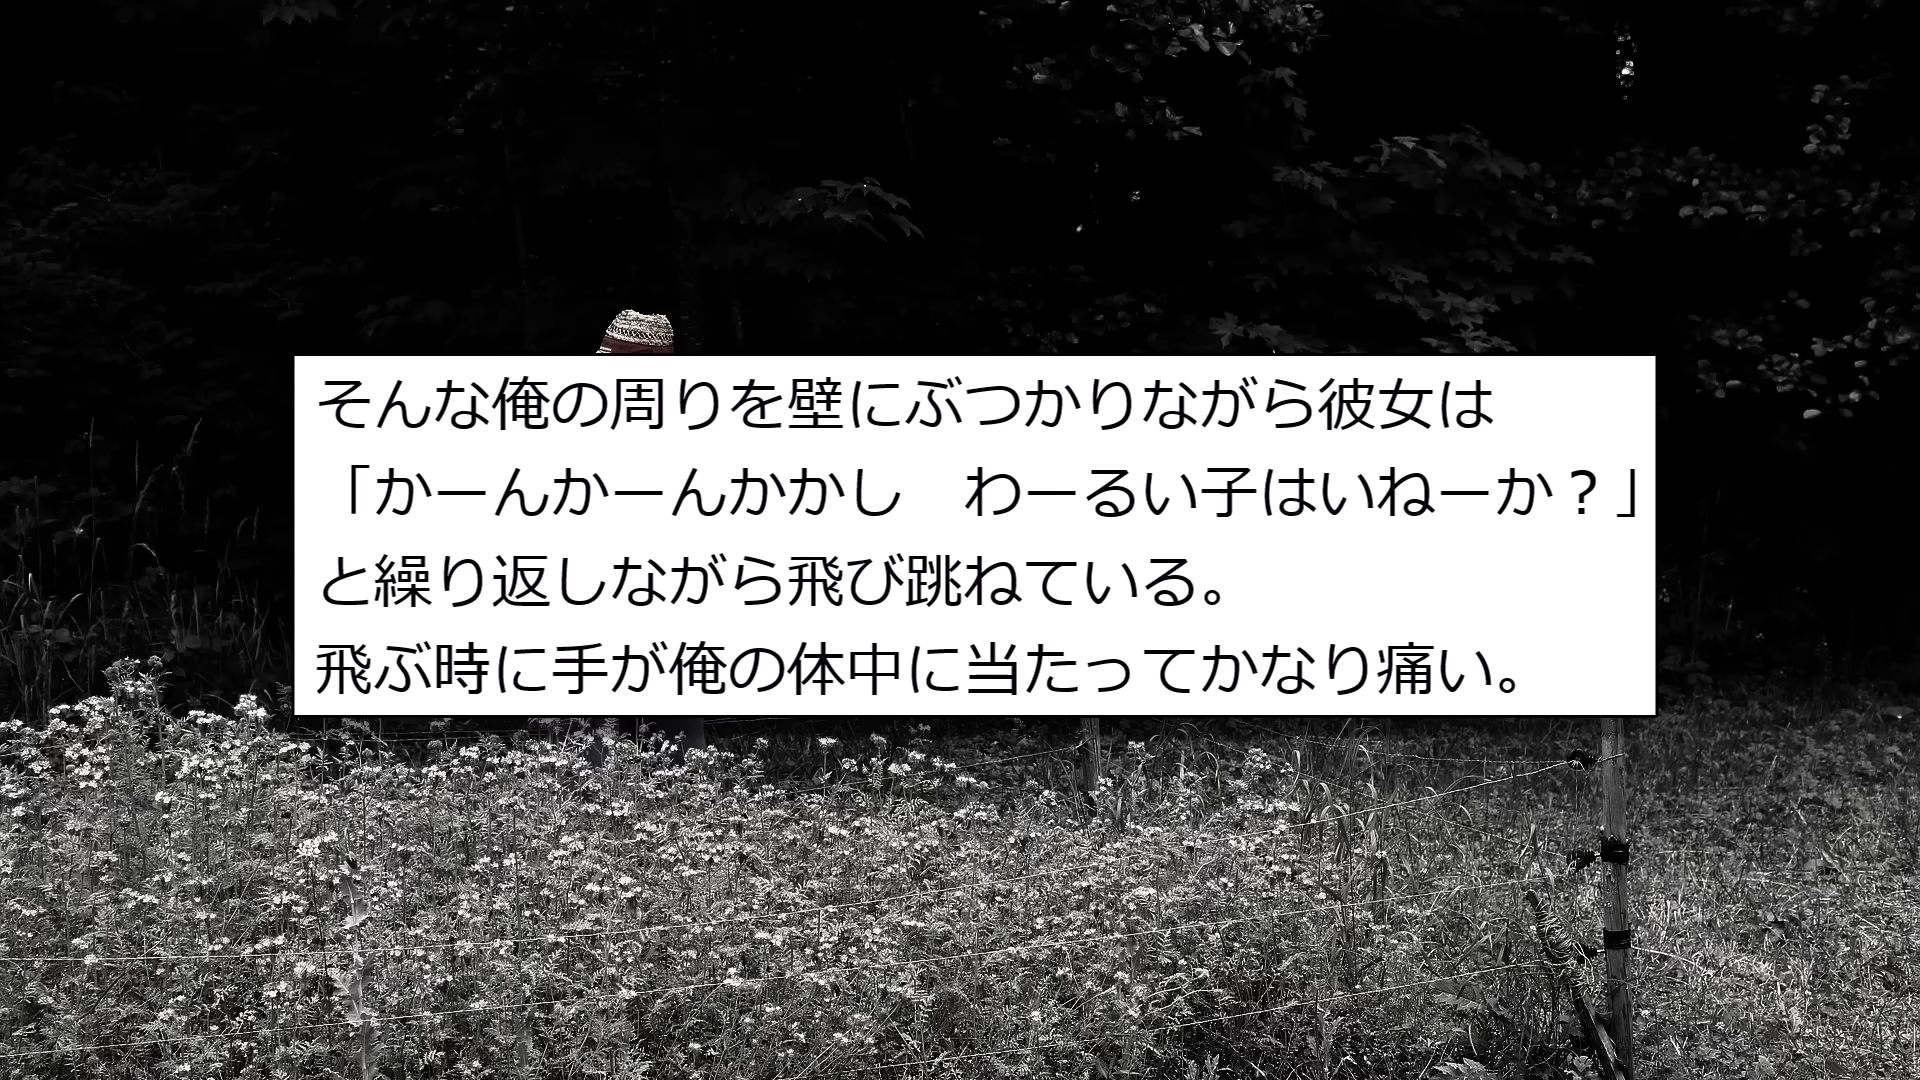 そんな俺の周りを壁にぶつかりながら彼女は
「かーんかーんかかし　わーるい子はいねーか？」
と繰り返しながら飛び跳ねている。
飛ぶ時に手が俺の体中に当たってかなり痛い。